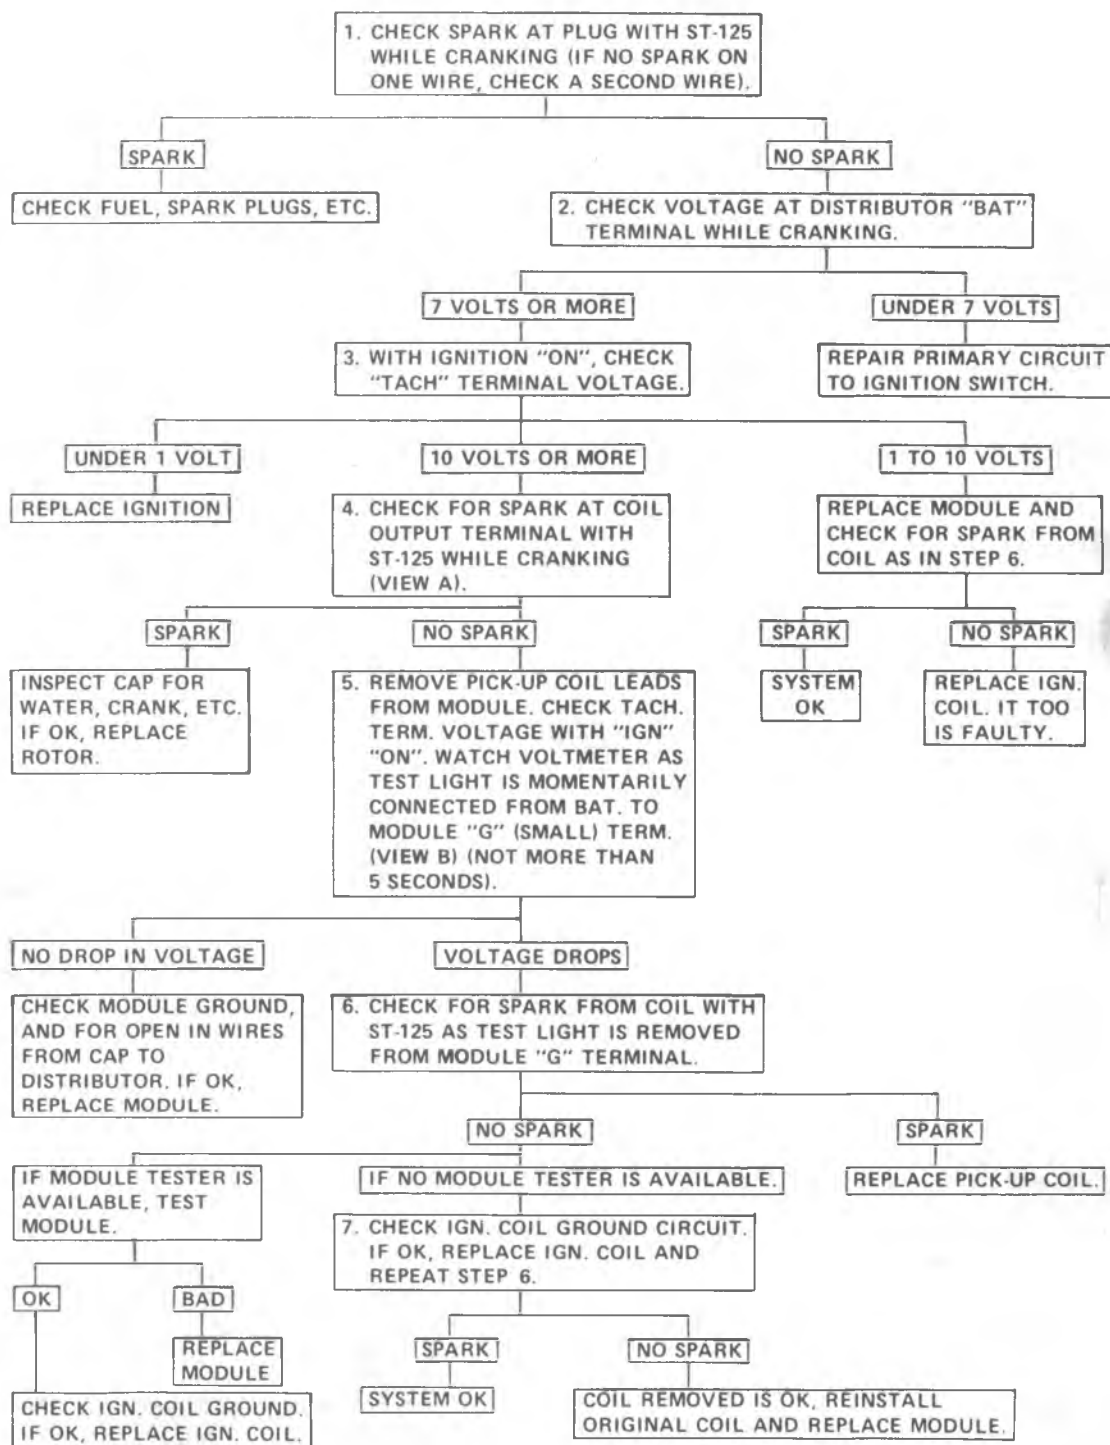 1. CHECK SPARK AT PLUG WITH ST-125
WHILE CRANKING (IF NO SPARK ON
ONE WIRE, CHECK A SECOND WIRE).
SPARK
NO SPARK
CHECK FUEL, SPARK PLUGS, ETC.
2. CHECK VOLTAGE AT DISTRIBUTOR "BAT"
TERMINAL WHILE CRANKING.
7 VOLTS OR MORE
UNDER 7 VOLTS
3. WITH IGNITION "ON", CHECK
"TACH" TERMINAL VOLTAGE.
REPAIR PRIMARY CIRCUIT
TO IGNITION SWITCH.
UNDER 1 VOLT
10 VOLTS OR MORE
1 TO 10 VOLTS
REPLACE IGNITION
4. CHECK FOR SPARK AT COIL
OUTPUT TERMINAL WITH
ST-125 WHILE CRANKING
(VIEW A).
REPLACE MODULE AND
CHECK FOR SPARK FROM
COIL AS IN STEP 6.
SPARK
NO SPARK
SPARK
NO SPARK
INSPECT CAP FOR
WATER, CRANK, ETC.
IF OK, REPLACE
ROTOR.
5. REMOVE PICK-UP COIL LEADS
FROM MODULE. CHECK TACH.
TERM. VOLTAGE WITH "IGN"
"ON". WATCH VOLTMETER AS
TEST LIGHT IS MOMENTARILY
CONNECTED FROM BAT. TO
MODULE "G" (SMALL) TERM.
(VIEW B) (NOT MORE THAN
5 SECONDS).
SYSTEM
OK
REPLACE IGN.
COIL. IT TOO
IS FAULTY.
NO DROP IN VOLTAGE
VOLTAGE DROPS
CHECK MODULE GROUND,
AND FOR OPEN IN WIRES
FROM CAP TO
DISTRIBUTOR. IF OK,
REPLACE MODULE.
6. CHECK FOR SPARK FROM COIL WITH
ST-125 AS TEST LIGHT IS REMOVED
FROM MODULE "G" TERMINAL.
NO SPARK
SPARK
IF MODULE TESTER IS
AVAILABLE, TEST
MODULE.
IF NO MODULE TESTER IS AVAILABLE.
REPLACE PICK-UP COIL.
7. CHECK IGN. COIL GROUND CIRCUIT.
IF OK, REPLACE IGN. COIL AND
REPEAT STEP 6.
OK
BAD
REPLACE
MODULE
SPARK
NO SPARK
CHECK IGN. COIL GROUND.
IF OK, REPLACE IGN. COIL.
SYSTEM OK
COIL REMOVED IS OK, REINSTALL
ORIGINAL COIL AND REPLACE MODULE.